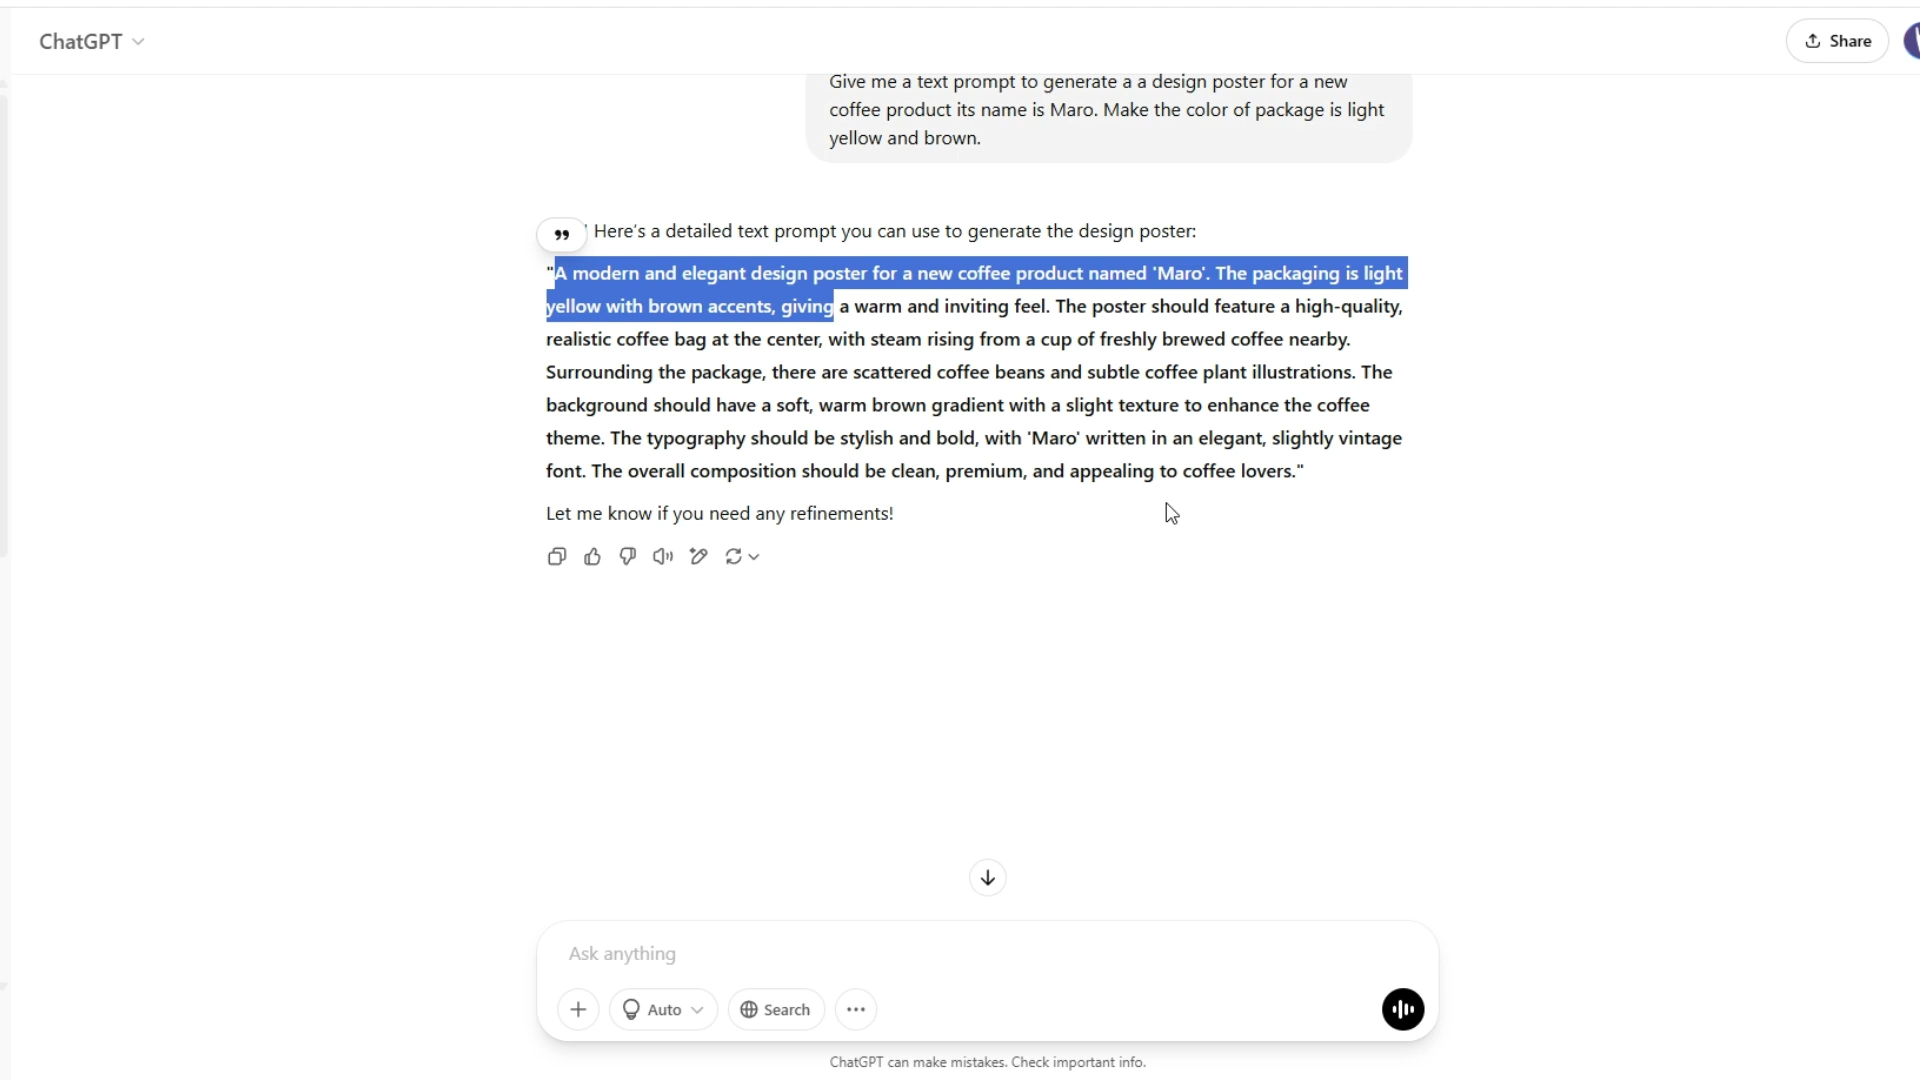 ChatGPT
Share
Give me a text prompt to generate a a design poster for a new
coffee product its name is Maro. Make the color of package is light
yellow and brown.
Here's a detailed text prompt you can use to generate the design poster:
"A modern and elegant design poster for a new coffee product named 'Maro'. The packaging is light
yellow with brown accents, giving a warm and inviting feel. The poster should feature a high-quality,
realistic coffee bag at the center, with steam rising from a cup of freshly brewed coffee nearby.
Surrounding the package, there are scattered coffee beans and subtle coffee plant illustrations. The
background should have a soft, warm brown gradient with a slight texture to enhance the coffee
theme. The typography should be stylish and bold, with 'Maro' written in an elegant, slightly vintage
font. The overall composition should be clean, premium, and appealing to coffee lovers."
Let me know if you need any refinements!
Ask anything
Auto
Search
ChatGPT can make mistakes. Check important info.